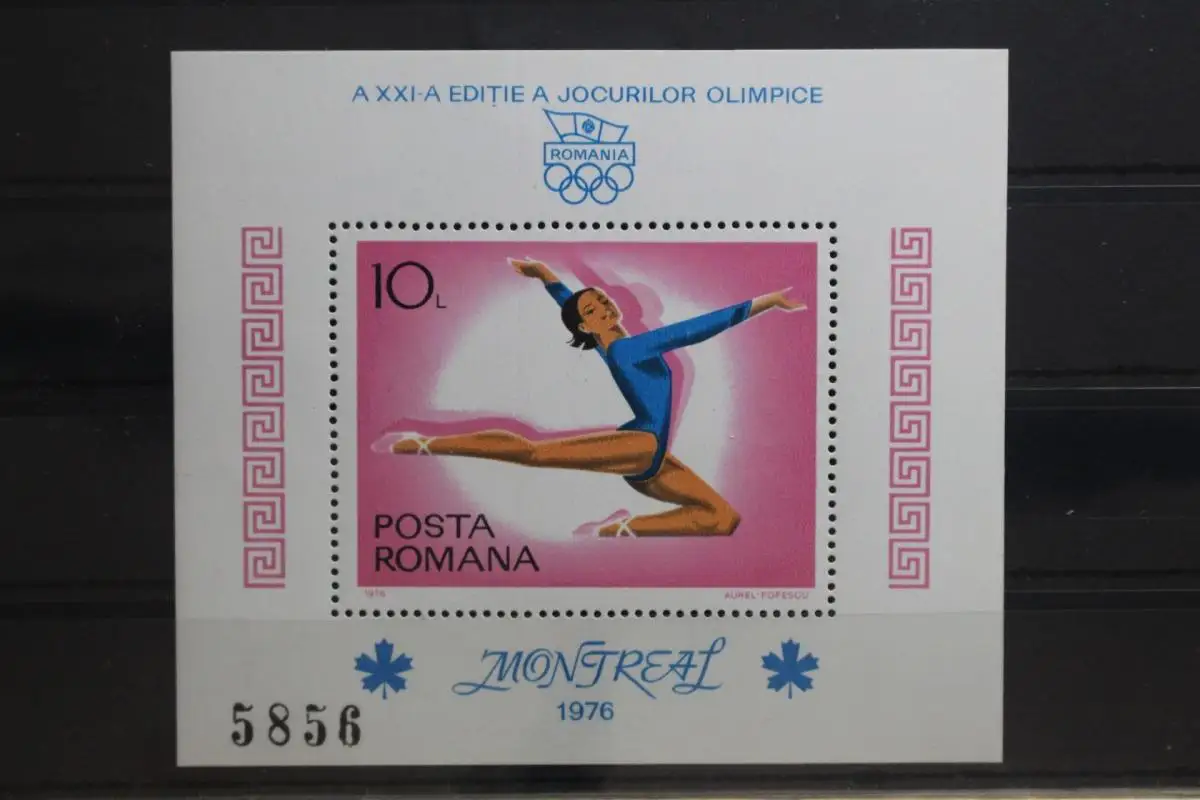 A XXI-A EDIȚIE A JOCURILOR OLIMPICE
ROMANIA
10L
POSTA
ROMANA
1976
AUREL-POPESCU
MONTREAL
1976
5856